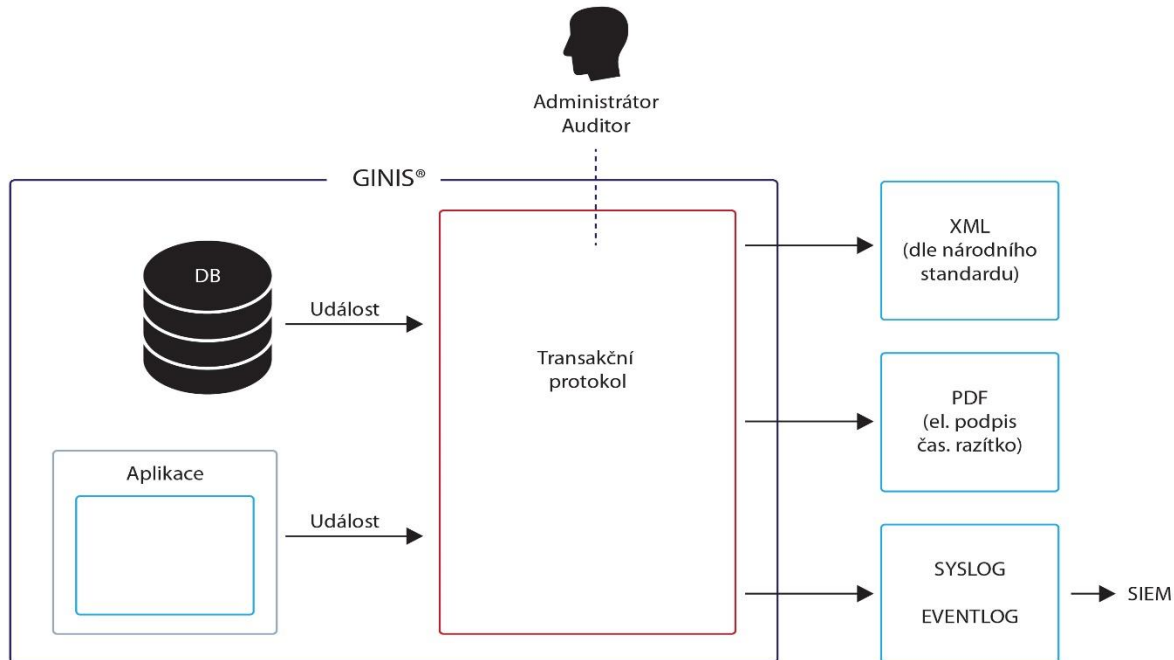 Administrátor
Auditor
GINIS®
DB
Událost
Aplikace
Událost
Transakční
protokol
XML
(dle národního
standardu)
PDF
(el. podpis
čas. razítko)
SYSLOG
EVENTLOG
SIEM